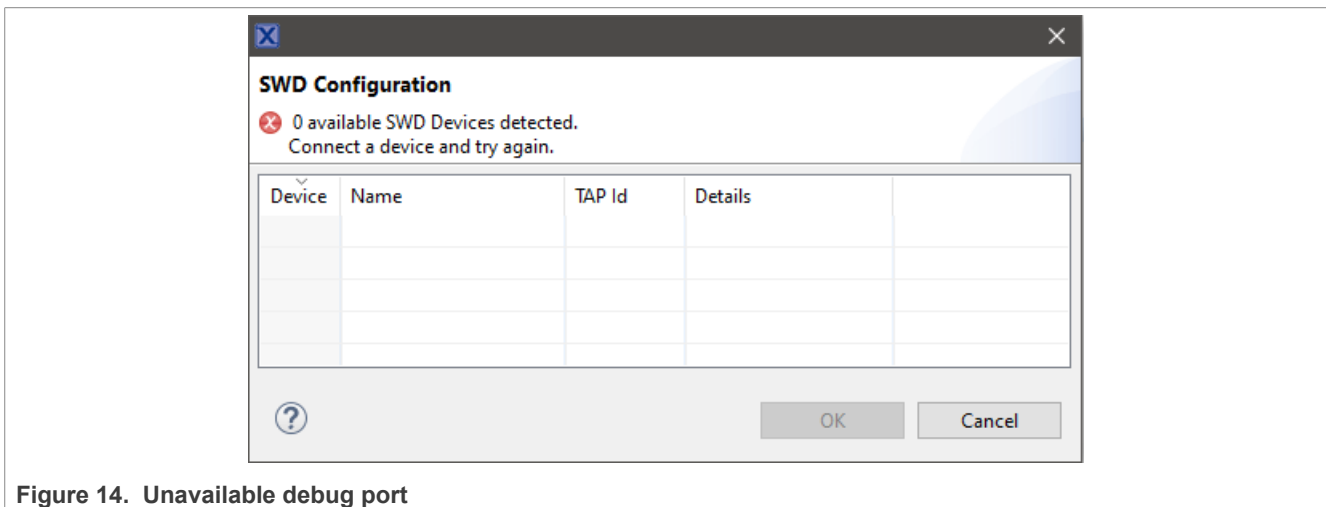 SWD Configuration
0 available SWD Devices detected.
Connect a device and try again.
Device Name TAP Id Details
OK Cancel
Figure 14. Unavailable debug port